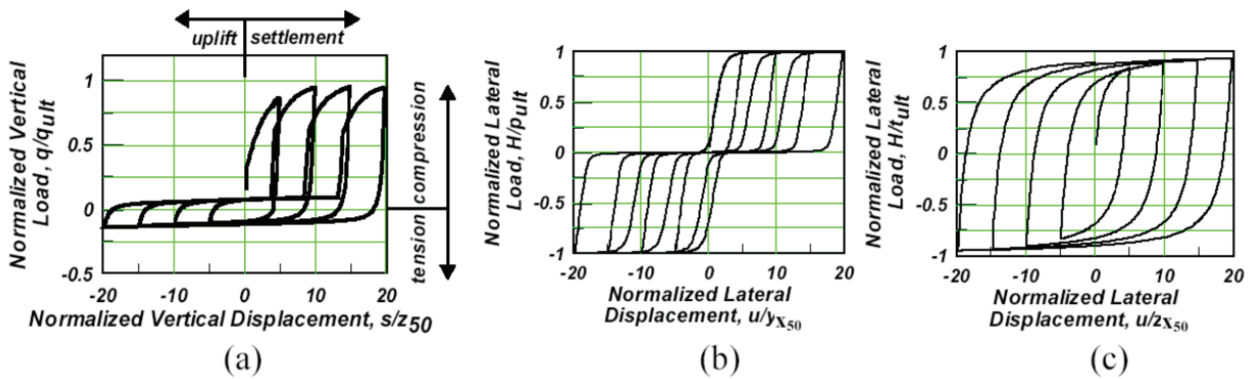 uplift settlement
1
0.5
0
-0.5
-20 -10 0 10 20
Normalized Vertical
Load, q/qult
Normalized Vertical Displacement, s/z50
tension compression
(a)
1
0.5
0
-0.5
-1
-20 -10 0 10 20
Normalized Lateral
Load, H/pult
Normalized Lateral
Displacement, u/yx50
(b)
1
0.5
0
-0.5
-1
-20 -10 0 10 20
Normalized Lateral
Load, H/tult
Normalized Lateral
Displacement, u/zx50
(c)